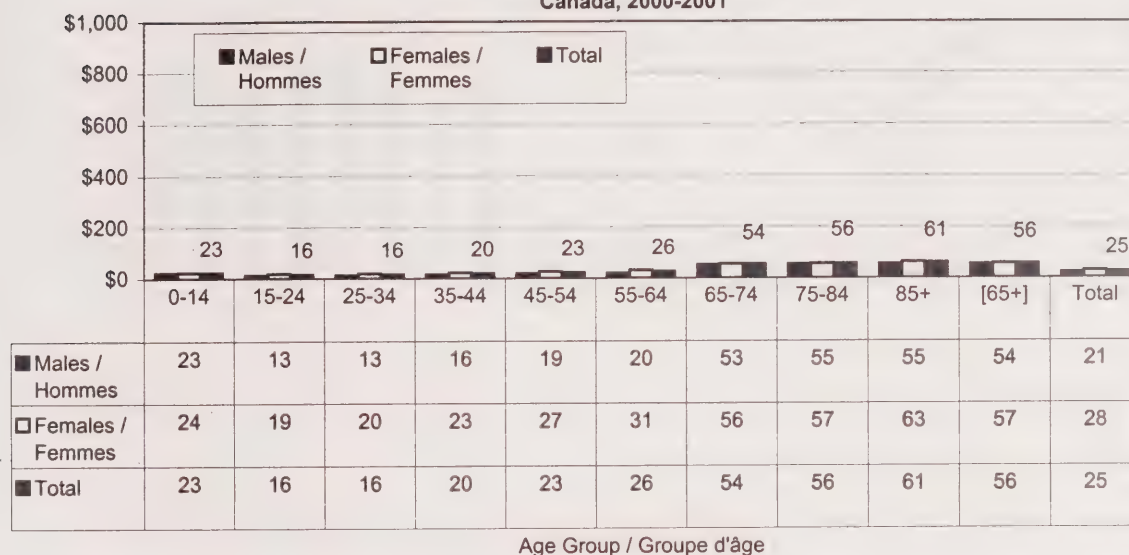 Canada, 2000-2001
$1,000
$800
$600
$400
$200
$0
Males / Hommes
Females / Femmes
Total
23 16 16 20 23 26 54 56 61 56 25
0-14 15-24 25-34 35-44 45-54 55-64 65-74 75-84 85+ [65+] Total
Males / Hommes 23 13 13 16 19 20 53 55 55 54 21
Females / Femmes 24 19 20 23 27 31 56 57 63 57 28
Total 23 16 16 20 23 26 54 56 61 56 25
Age Group / Groupe d'âge